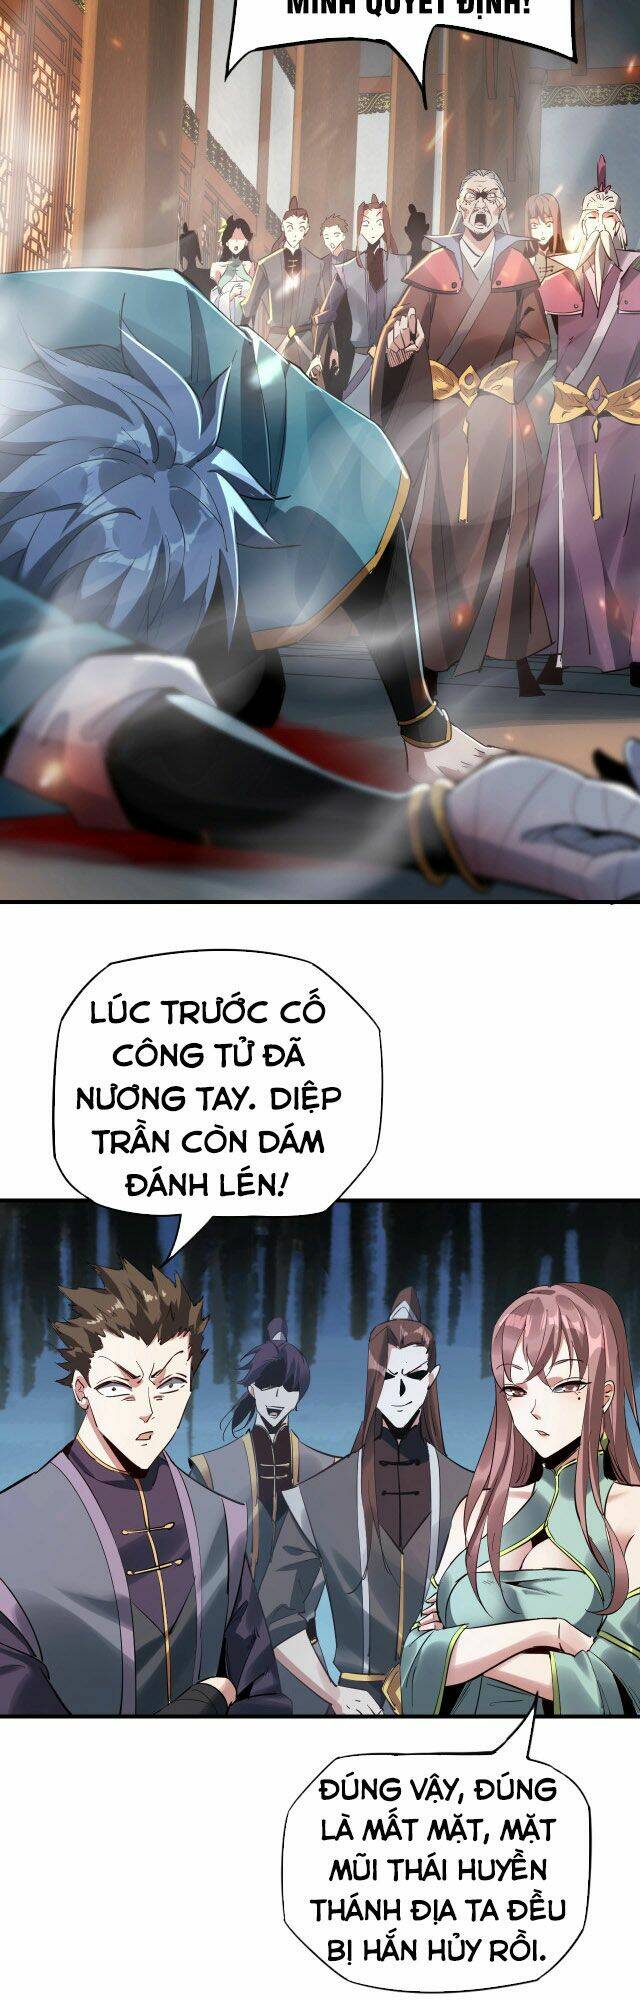 MÌNH QUYẾT ĐỊNH!
LÚC TRƯỚC CỐ
CÔNG TỬ ĐÃ
NƯƠNG TAY. DIỆP
TRẦN CÒN DÁM
ĐÁNH LÉN!
ĐÚNG VẬY, ĐÚNG
LÀ MẤT MẶT, MẶT
MŨI THÁI HUYỀN
THÁNH ĐỊA TA ĐỀU
BỊ HẮN HỦY RỒI.